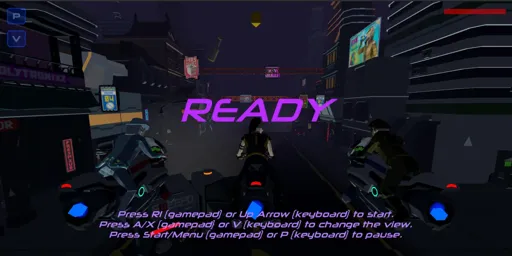 P
V
OLYTRONIX
READY
Press R1 (gamepad) or Up Arrow (keyboard) to start.
Press A/X (gamepad) or V (keyboard) to change the view.
Press Start/Menu (gamepad) or P (keyboard) to pause.